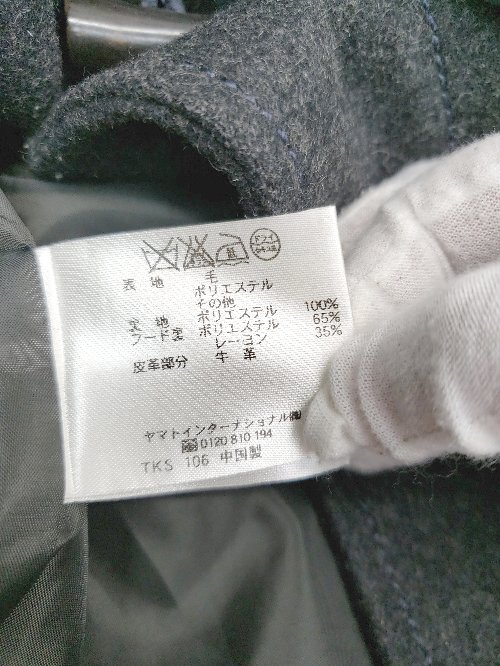 ドライ
表地 毛
ポリエステル
その他
裏地 ポリエステル 100%
フード裏 ポリエステル 65%
レーヨン 35%
皮革部分 牛革
ヤマトインターナショナル㈱
0120 810 194
TKS 106 中国製